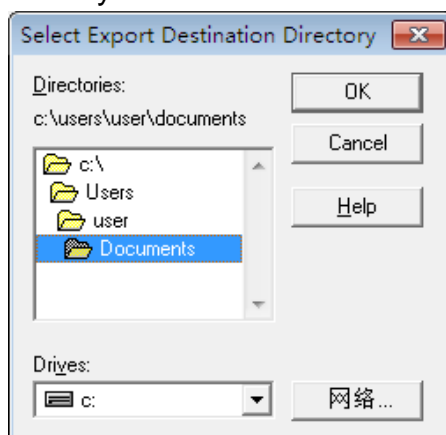 Select Export Destination Directory
Directories:
c:\users\user\documents
c:\
Users
user
Documents
Drives:
c:
OK
Cancel
Help
网络...